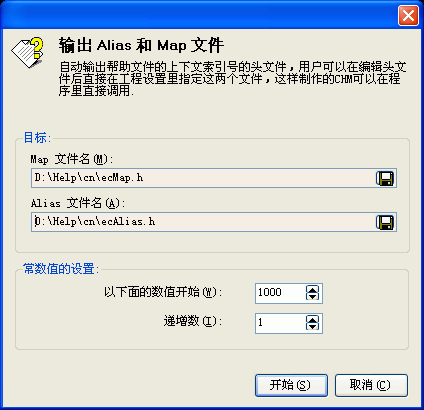 输出 Alias 和 Map 文件
自动输出帮助文件的上下文索引号的头文件，用户可以在编辑头文
件后直接在工程设置里指定这两个文件，这样制作的CHM可以在程
序里直接调用.
目标:
Map 文件名(M):
D:\Help\cn\ecMap.h
Alias 文件名(A):
D:\Help\cn\ecAlias.h
常数值的设置:
以下面的数值开始(W):
1000
递增数(I):
1
开始(S)
取消(C)